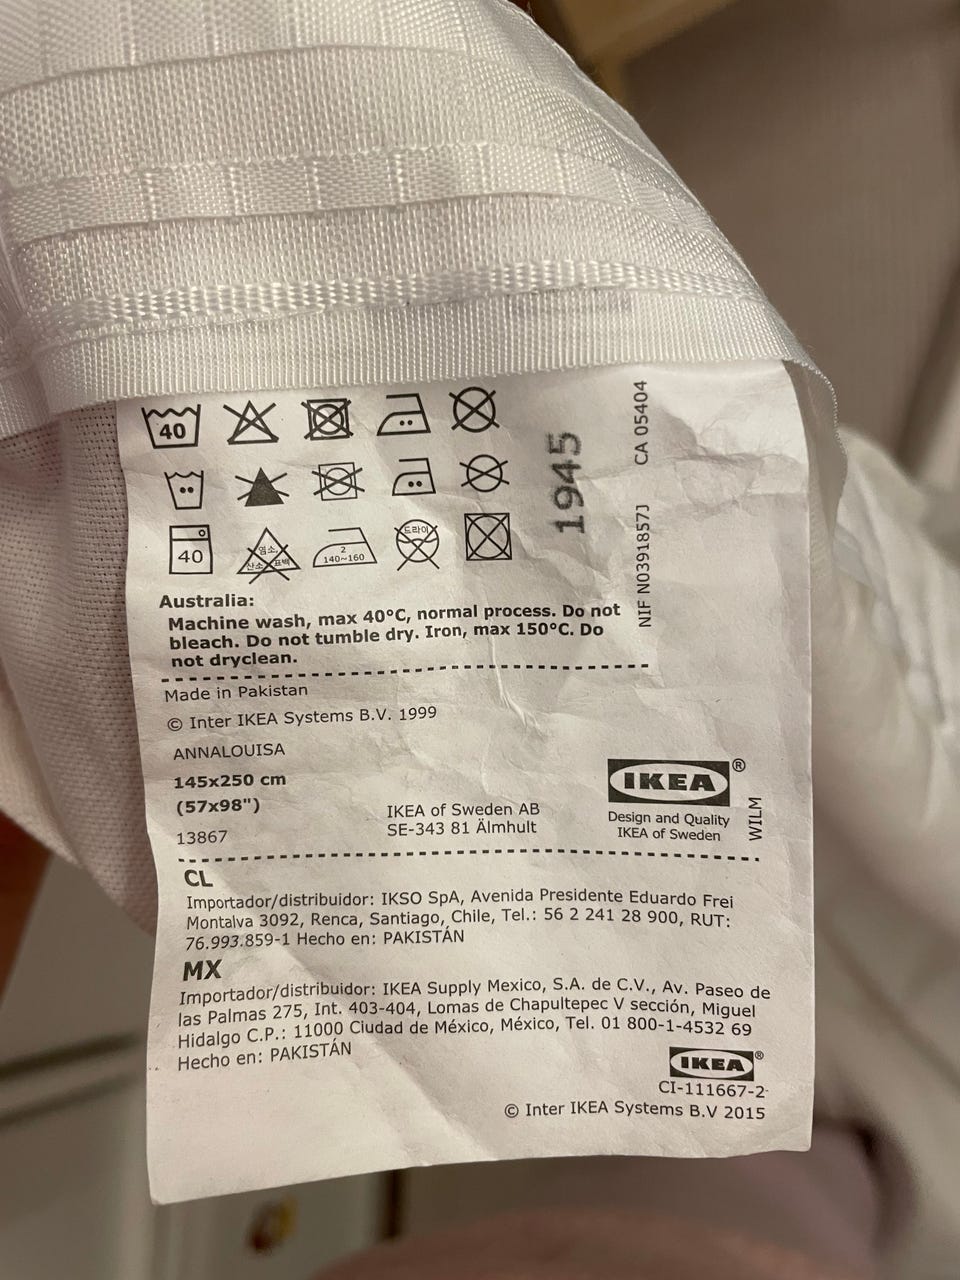 40
40
염소,
산소 표백
2
140~160
드라이
1945
CA 05404
NIF N0391857J
Australia:
Machine wash, max 40°C, normal process. Do not
bleach. Do not tumble dry. Iron, max 150°C. Do
not dryclean.
Made in Pakistan
© Inter IKEA Systems B.V. 1999
ANNALOUISA
145x250 cm
(57x98")
13867
IKEA of Sweden AB
SE-343 81 Älmhult
IKEA®
Design and Quality
IKEA of Sweden
WILM
CL
Importador/distribuidor: IKSO SpA, Avenida Presidente Eduardo Frei
Montalva 3092, Renca, Santiago, Chile, Tel.: 56 2 241 28 900, RUT:
76.993.859-1 Hecho en: PAKISTÁN
MX
Importador/distribuidor: IKEA Supply Mexico, S.A. de C.V., Av. Paseo de
las Palmas 275, Int. 403-404, Lomas de Chapultepec V sección, Miguel
Hidalgo C.P.: 11000 Ciudad de México, México, Tel. 01 800-1-4532 69
Hecho en: PAKISTÁN
IKEA®
CI-111667-2
© Inter IKEA Systems B.V 2015